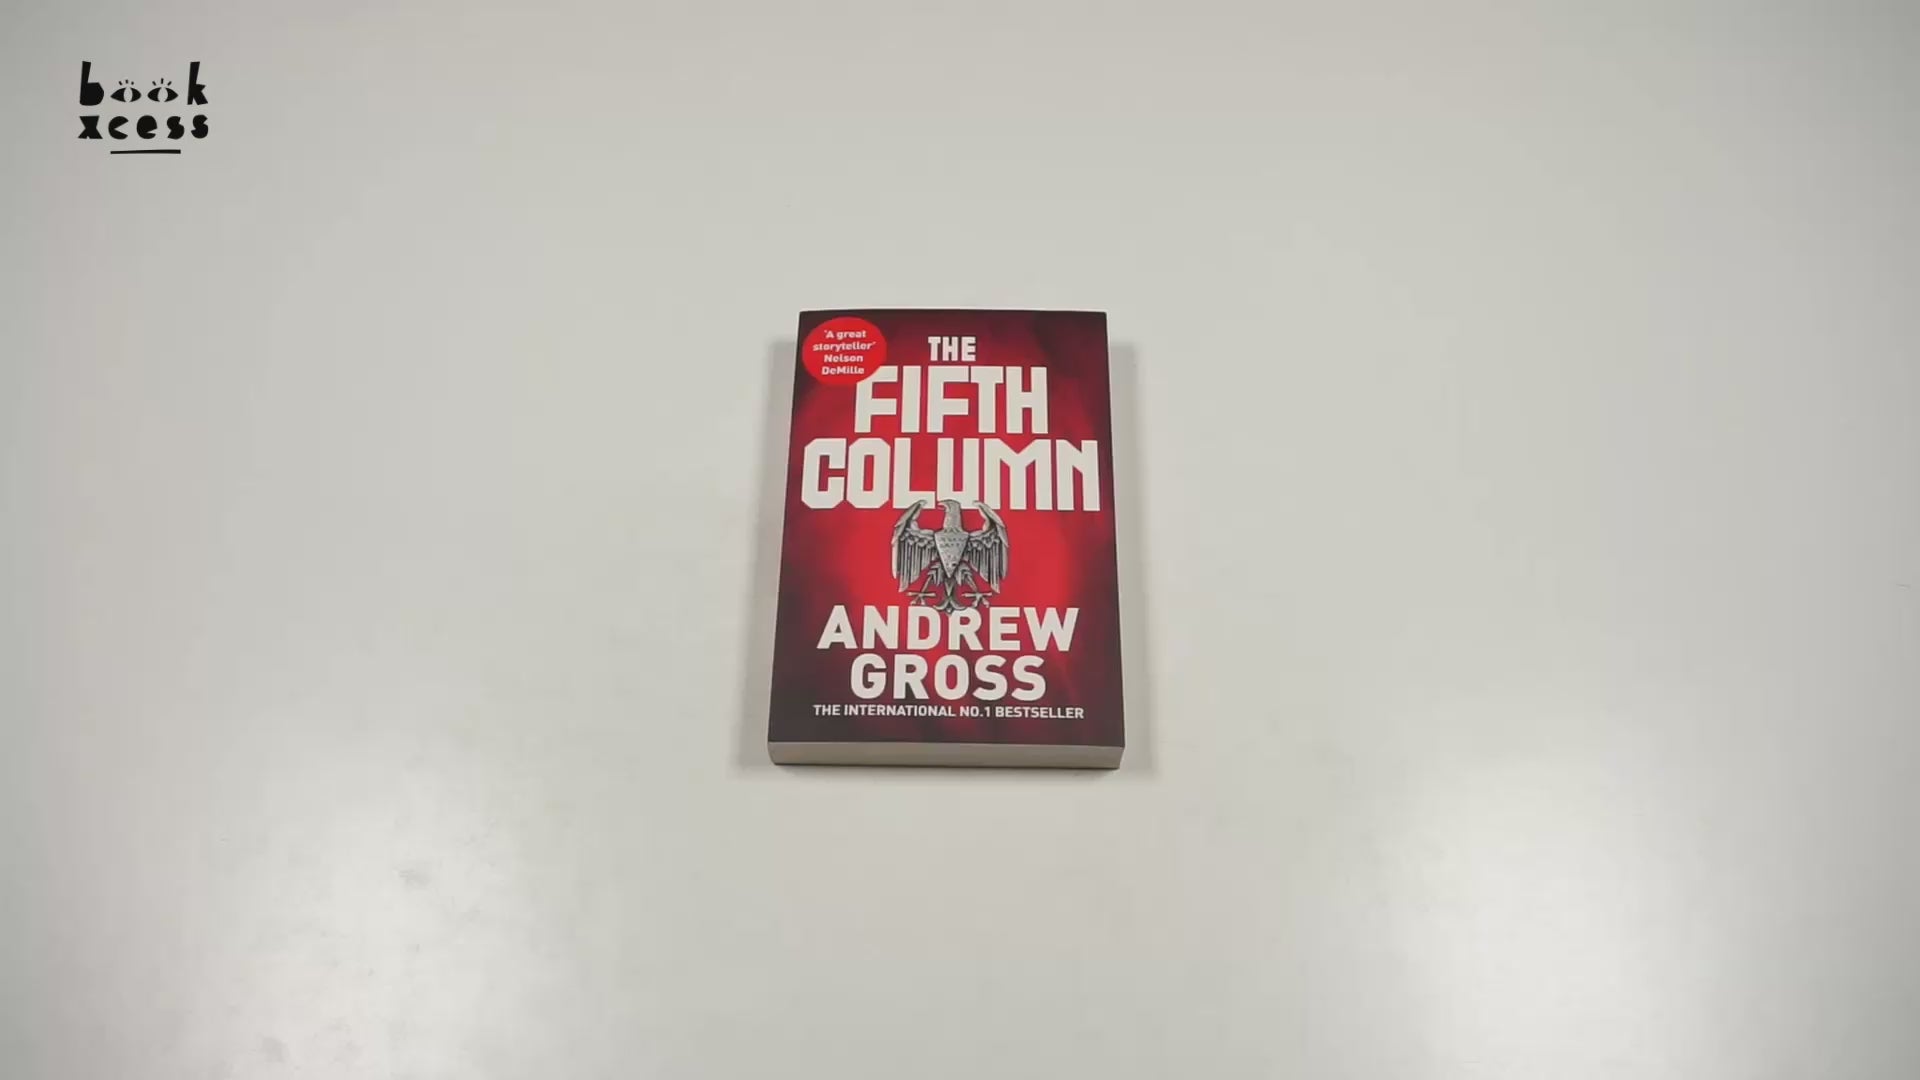 book
xcess
'A great
storyteller'
Nelson
DeMille
THE
FIFTH
COLUMN
ANDREW
GROSS
THE INTERNATIONAL NO.1 BESTSELLER